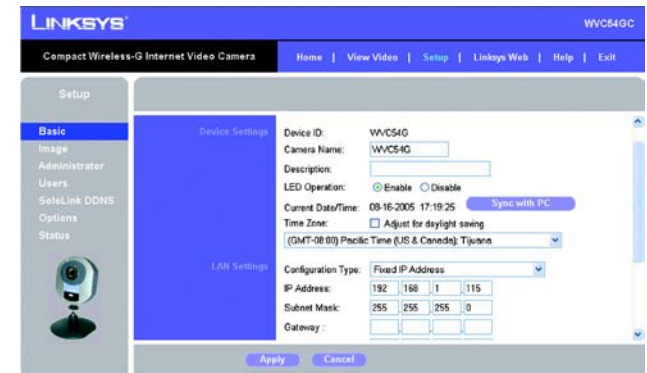 LINKSYS
WVC54GC
Compact Wireless-G Internet Video Camera
Home | View Video | Setup | Linksys Web | Help | Exit
Setup
Basic
Image
Administrator
Users
SoloLink DDNS
Options
Status
Device Settings
Device ID: WVC54G
Camera Name: WVC54G
Description:
LED Operation: Enable Disable
Current Date/Time: 08-16-2005 17:19:25 Sync with PC
Time Zone: Adjust for daylight saving
(GMT-08:00) Pacific Time (US & Canada); Tijuana
LAN Settings
Configuration Type: Fixed IP Address
IP Address: 192 .168 .1 .115
Subnet Mask: 255 .255 .255 .0
Gateway : . . .
Apply Cancel